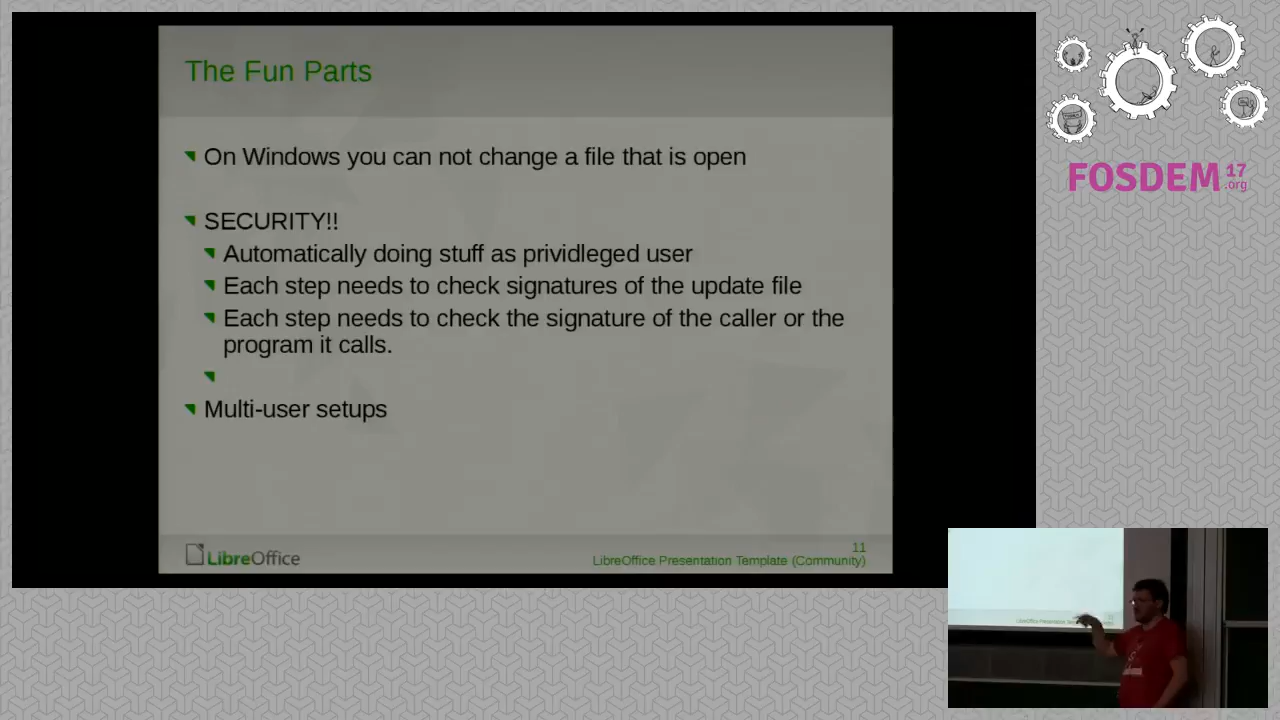 The Fun Parts
On Windows you can not change a file that is open
SECURITY!!
Automatically doing stuff as prividleged user
Each step needs to check signatures of the update file
Each step needs to check the signature of the caller or the
program it calls.
Multi-user setups
LibreOffice
11
LibreOffice Presentation Template (Community)
FOSDEM 17
.org